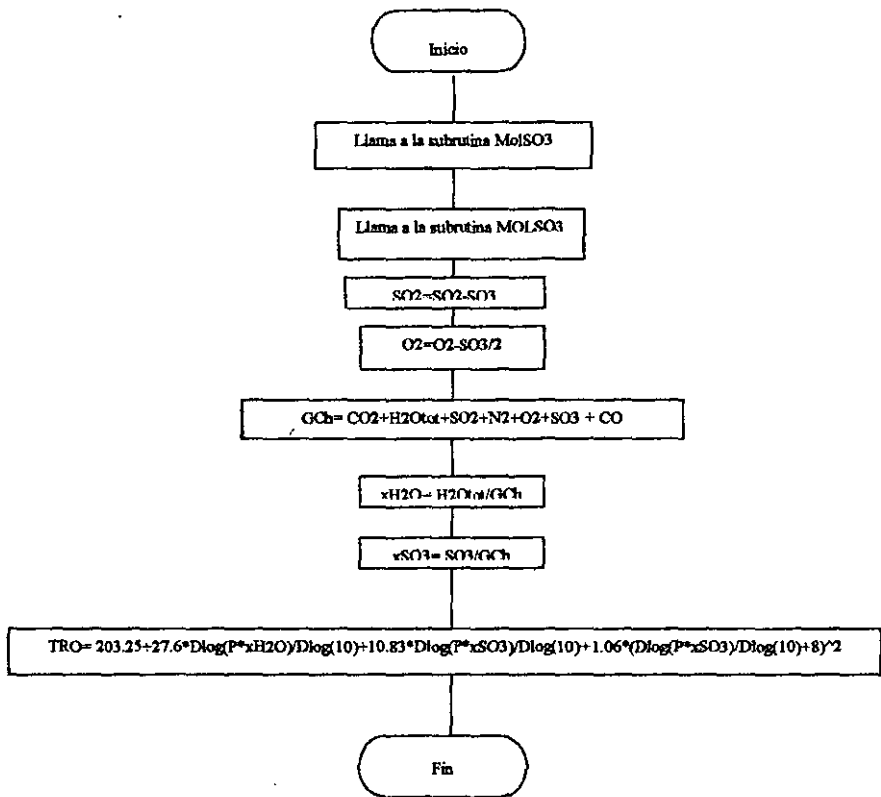 Inicio
Llama a la subrutina MolSO3
Llama a la subrutina MOLSO3
SO2=SO2-SO3
O2=O2-SO3/2
GCh= CO2+H2Otot+SO2+N2+O2+SO3 + CO
xH2O= H2Otot/GCh
xSO3= SO3/GCh
TRO= 203.25+27.6*Dlog(P*xH2O)/Dlog(10)+10.83*Dlog(P*xSO3)/Dlog(10)+1.06*(Dlog(P*xSO3)/Dlog(10)+8)^2
Fin